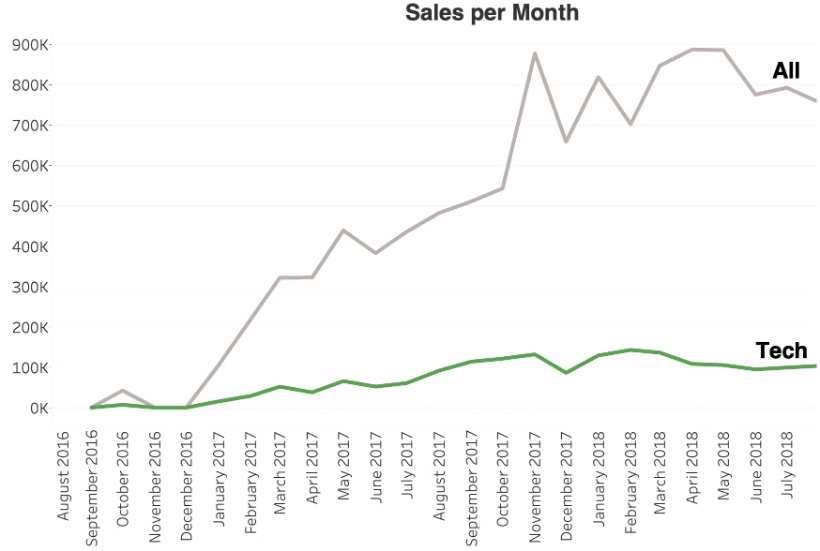 Sales per Month
900K
All
800K
700K
600K
500K
400K
300K
200K
Tech
100K
0K
August 2016
September 2016
October 2016
November 2016
December 2016
January 2017
February 2017
March 2017
April 2017
May 2017
June 2017
July 2017
August 2017
September 2017
October 2017
November 2017
December 2017
January 2018
February 2018
March 2018
April 2018
May 2018
June 2018
July 2018